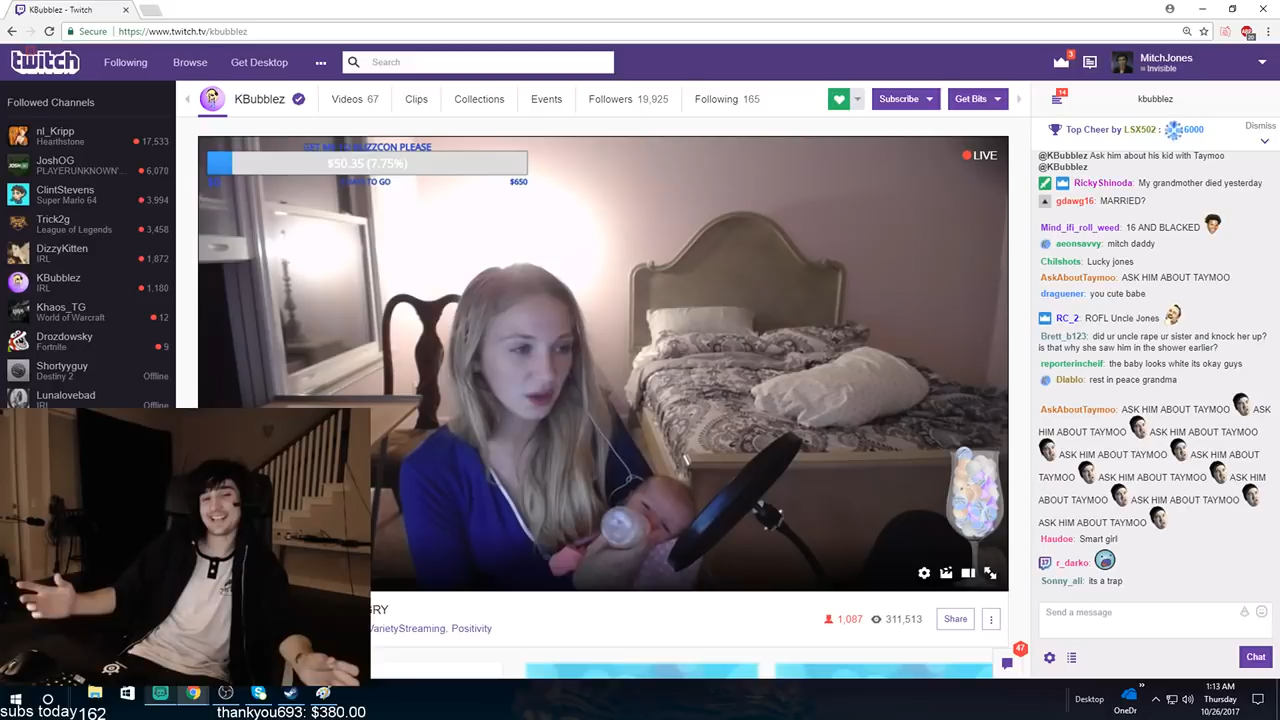 KBubblez - Twitch
Secure https://www.twitch.tv/kbubblez
twitch Following Browse Get Desktop Search
3 MitchJones
Invisible
Followed Channels
nl_Kripp
Hearthstone 17,533
JoshOG
PLAYERUNKNOWN'... 6,070
ClintStevens
Super Mario 64 3,994
Trick2g
League of Legends 3,458
DizzyKitten
IRL 1,872
KBubblez
IRL 1,180
Khaos_TG
World of Warcraft 12
Drozdowsky
Fortnite 9
Shortyyguy
Destiny 2 Offline
Lunalovebad
IRL Offline
KBubblez Videos 67 Clips Collections Events Followers 19,925 Following 165 Subscribe Get Bits
PLEASE
$50.35 (7.75%)
TO GO $650
LIVE
GRY
VarietyStreaming, Positivity
1,087 311,513 Share
47
14 kbubblez
Top Cheer by LSX502 : 6000 Dismiss
@KBubblez Ask him about his kid with Taymoo
@KBubblez
RickyShinoda: My grandmother died yesterday
gdawg16: MARRIED?
Mind_ifi_roll_weed: 16 AND BLACKED
aeonsavvy: mitch daddy
Chilshots: Lucky jones
AskAboutTaymoo: ASK HIM ABOUT TAYMOO
draguener: you cute babe
RC_2: ROFL Uncle Jones
Brett_b123: did ur uncle rape ur sister and knock her up?
is that why she saw him in the shower earlier?
reporterincheif: the baby looks white its okay guys
Diablo: rest in peace grandma
AskAboutTaymoo: ASK HIM ABOUT TAYMOO ASK
HIM ABOUT TAYMOO ASK HIM ABOUT TAYMOO
ASK HIM ABOUT TAYMOO ASK HIM ABOUT
TAYMOO ASK HIM ABOUT TAYMOO ASK HIM
ABOUT TAYMOO ASK HIM ABOUT TAYMOO
ASK HIM ABOUT TAYMOO
Haudoe: Smart girl
r_darko:
Sonny_ali: its a trap
Send a message
Chat
Desktop OneDr
1:13 AM
Thursday
10/26/2017
subs today 162 thankyou693: $380.00